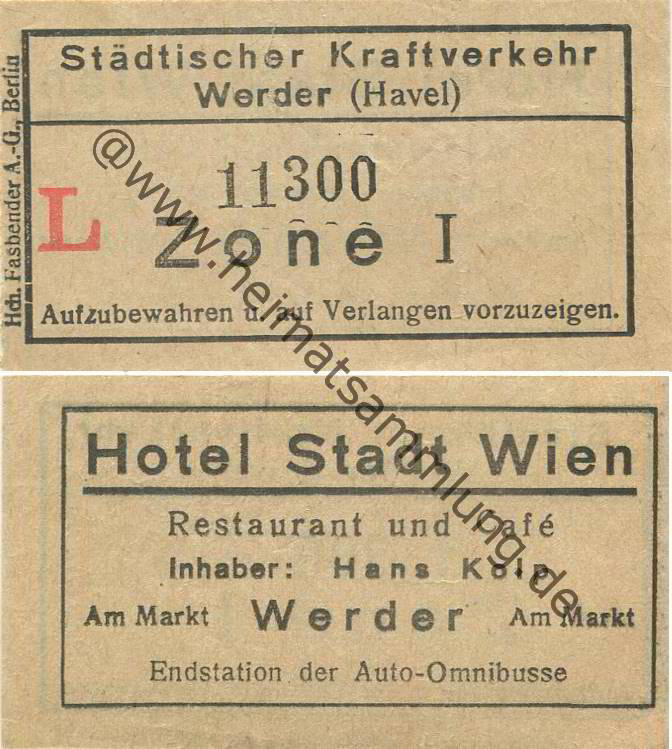 Städtischer Kraftverkehr
Werder (Havel)
Hch. Fasbender A.-G., Berlin
11300
L
Zone I
Aufzubewahren u. auf Verlangen vorzuzeigen.
@www.heimatsammlung.de
Hotel Stadt Wien
Restaurant und Café
Inhaber: Hans Kolp
Am Markt Werder Am Markt
Endstation der Auto-Omnibusse